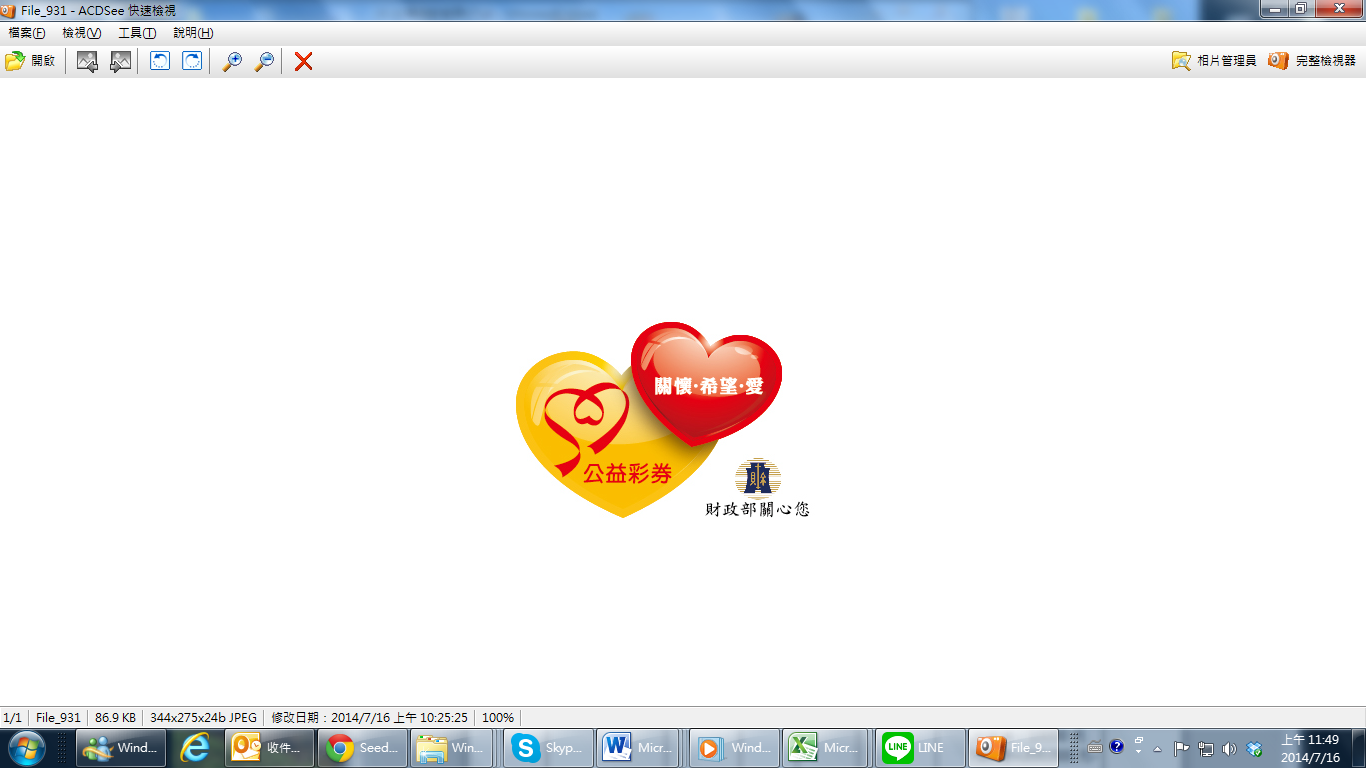 File_931 - ACDSee 快速檢視
檔案(F) 檢視(V) 工具(T) 說明(H)
開啟 相片管理員 完整檢視器
關懷·希望·愛
公益彩券
財政部關心您
1/1 File_931 86.9 KB 344x275x24b JPEG 修改日期：2014/7/16 上午 10:25:25 100%
Wind... 收件... Seed... Win... Skyp... Micr... Wind... Micr... LINE LINE File_9... 上午 11:49
2014/7/16